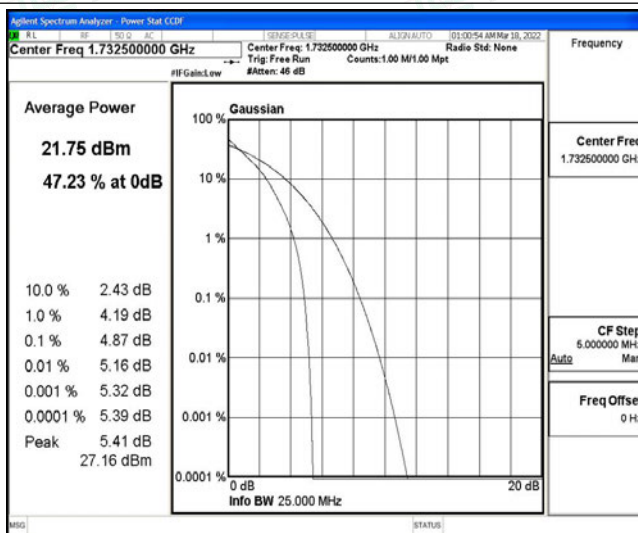 Agilent Spectrum Analyzer - Power Stat CCDF
RL RF 50 Ω AC SENSE:PULSE ALIGN AUTO 01:00:54 AM Mar 18, 2022
Center Freq 1.732500000 GHz
Center Freq: 1.732500000 GHz Radio Std: None
Trig: Free Run Counts:1.00 M/1.00 Mpt
#IFGain:Low #Atten: 46 dB
Frequency
Average Power
21.75 dBm
47.23 % at 0dB
10.0 % 2.43 dB
1.0 % 4.19 dB
0.1 % 4.87 dB
0.01 % 5.16 dB
0.001 % 5.32 dB
0.0001 % 5.39 dB
Peak 5.41 dB
27.16 dBm
Gaussian
100 %
10 %
1 %
0.1 %
0.01 %
0.001 %
0.0001 %
0 dB 20 dB
Info BW 25.000 MHz
Center Freq
1.732500000 GHz
CF Step
5.000000 MHz
Auto Man
Freq Offse
0 Hz
MSG STATUS